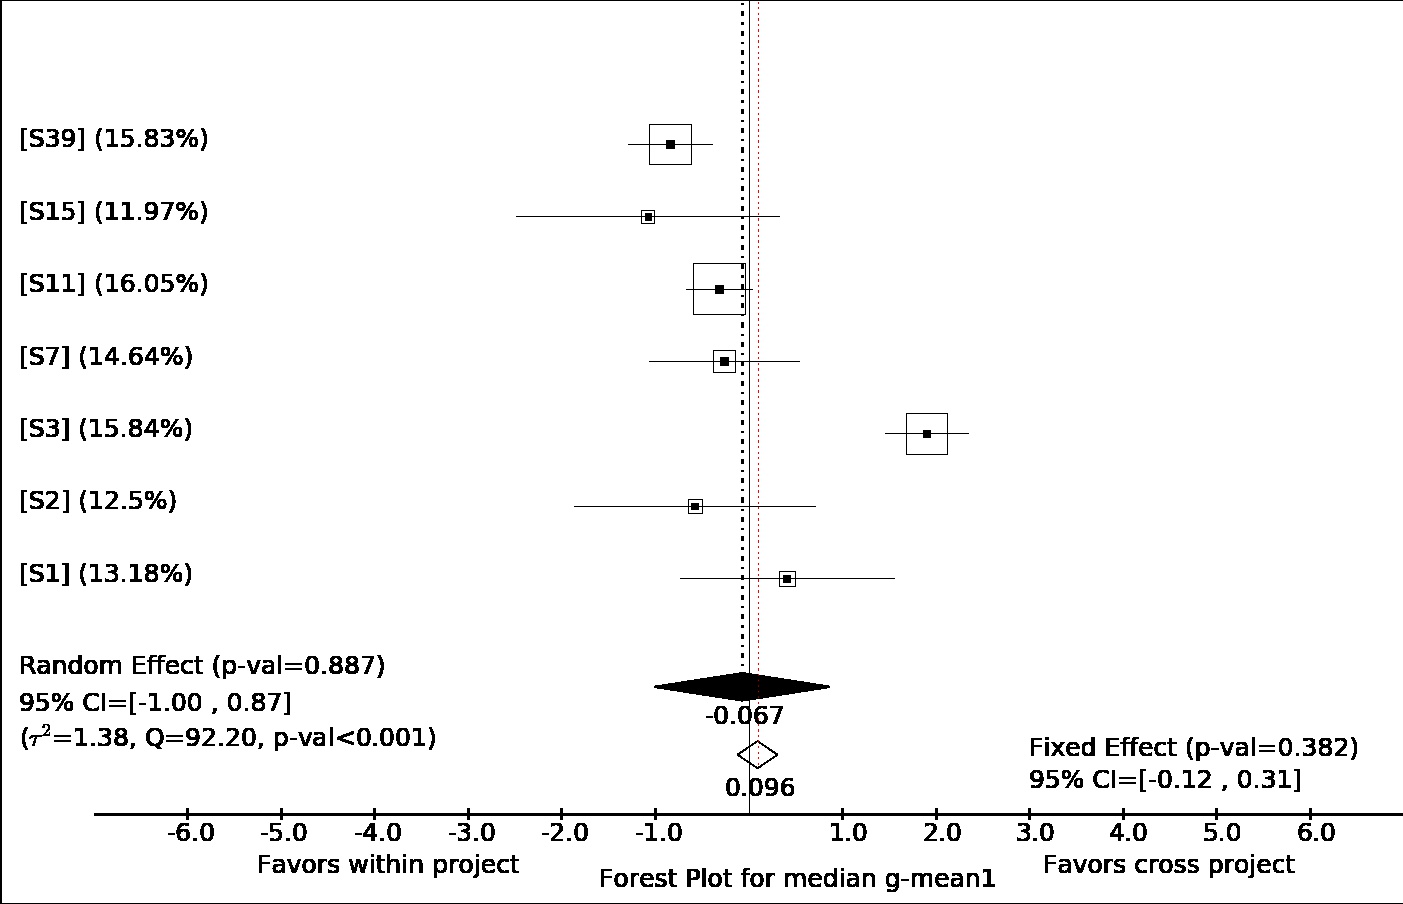 [S39] (15.83%)
[S15] (11.97%)
[S11] (16.05%)
[S7] (14.64%)
[S3] (15.84%)
[S2] (12.5%)
[S1] (13.18%)
Random Effect (p-val=0.887)
95% CI=[-1.00 , 0.87]
(τ²=1.38, Q=92.20, p-val<0.001)
-0.067
0.096
Fixed Effect (p-val=0.382)
95% CI=[-0.12 , 0.31]
-6.0 -5.0 -4.0 -3.0 -2.0 -1.0 1.0 2.0 3.0 4.0 5.0 6.0
Favors within project
Favors cross project
Forest Plot for median g-mean1